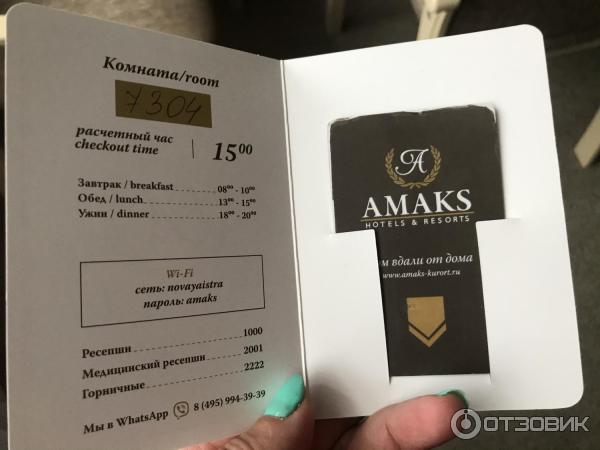 Комната/room
7304
расчетный час
checkout time | 15⁰⁰
Завтрак / breakfast 08⁰⁰ - 10⁰⁰
Обед / lunch 13⁰⁰ - 15⁰⁰
Ужин / dinner 18⁰⁰ - 20⁰⁰
Wi-Fi
сеть: novayaistra
пароль: amaks
Ресепшн 1000
Медицинский ресепшн 2001
Горничные 2222
Мы в WhatsApp 8 (495) 994-39-39
A
AMAKS
HOTELS & RESORTS
вдали от дома
www.amaks-kurort.ru
ОТЗОВИК